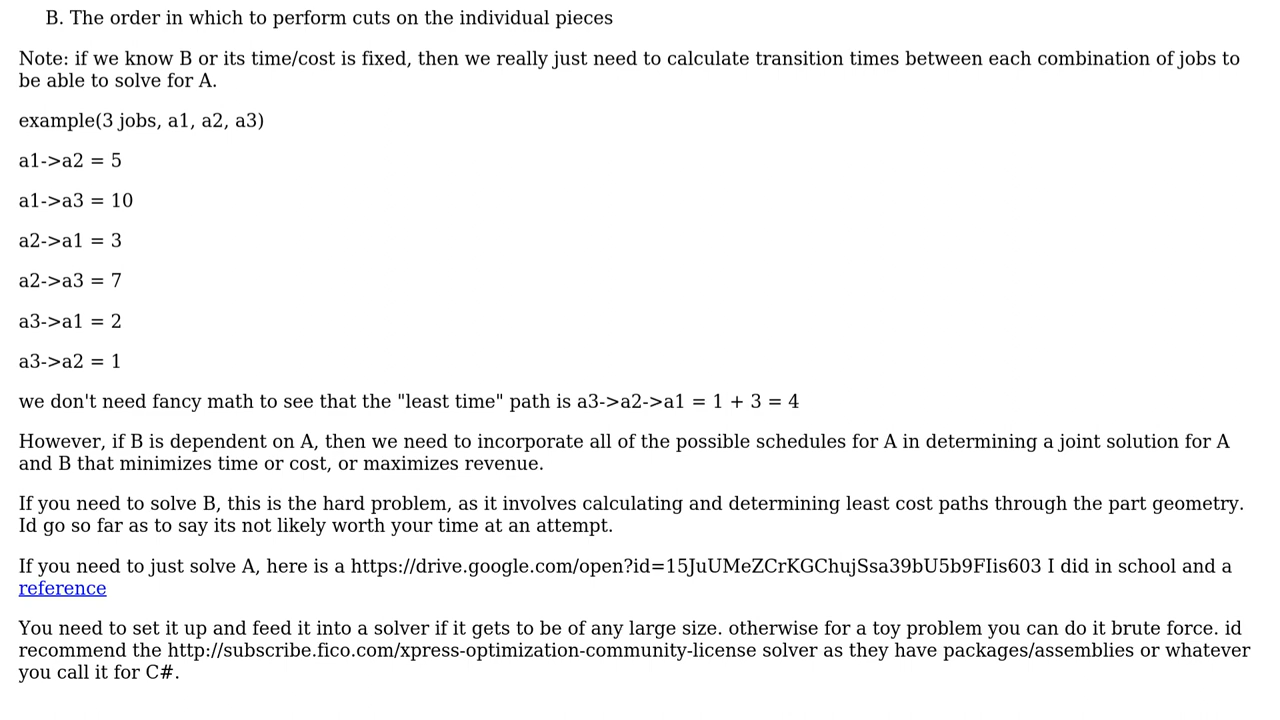 B. The order in which to perform cuts on the individual pieces
Note: if we know B or its time/cost is fixed, then we really just need to calculate transition times between each combination of jobs to
be able to solve for A.
example(3 jobs, a1, a2, a3)
a1->a2 = 5
a1->a3 = 10
a2->a1 = 3
a2->a3 = 7
a3->a1 = 2
a3->a2 = 1
we don't need fancy math to see that the "least time" path is a3->a2->a1 = 1 + 3 = 4
However, if B is dependent on A, then we need to incorporate all of the possible schedules for A in determining a joint solution for A
and B that minimizes time or cost, or maximizes revenue.
If you need to solve B, this is the hard problem, as it involves calculating and determining least cost paths through the part geometry.
Id go so far as to say its not likely worth your time at an attempt.
If you need to just solve A, here is a https://drive.google.com/open?id=15JuUMeZCrKGChujSsa39bU5b9FIis603 I did in school and a
reference
You need to set it up and feed it into a solver if it gets to be of any large size. otherwise for a toy problem you can do it brute force. id
recommend the http://subscribe.fico.com/xpress-optimization-community-license solver as they have packages/assemblies or whatever
you call it for C#.